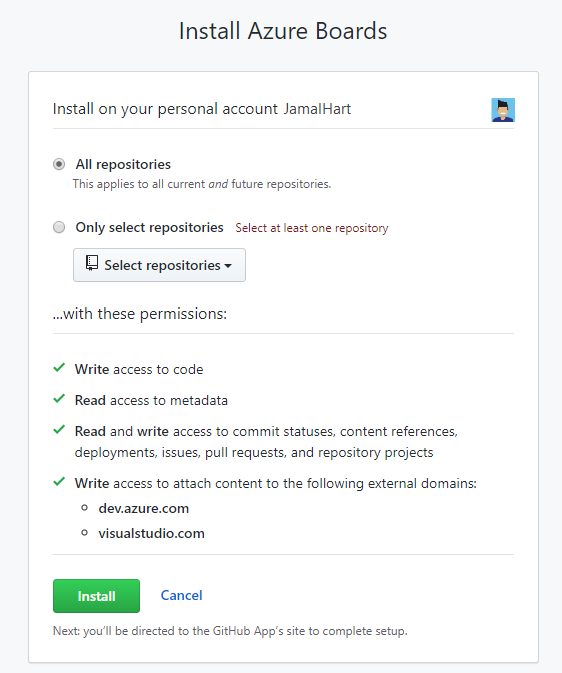 Install Azure Boards
Install on your personal account JamalHart
All repositories
This applies to all current and future repositories.
Only select repositories Select at least one repository
Select repositories
...with these permissions:
Write access to code
Read access to metadata
Read and write access to commit statuses, content references,
deployments, issues, pull requests, and repository projects
Write access to attach content to the following external domains:
dev.azure.com
visualstudio.com
Install Cancel
Next: you'll be directed to the GitHub App's site to complete setup.